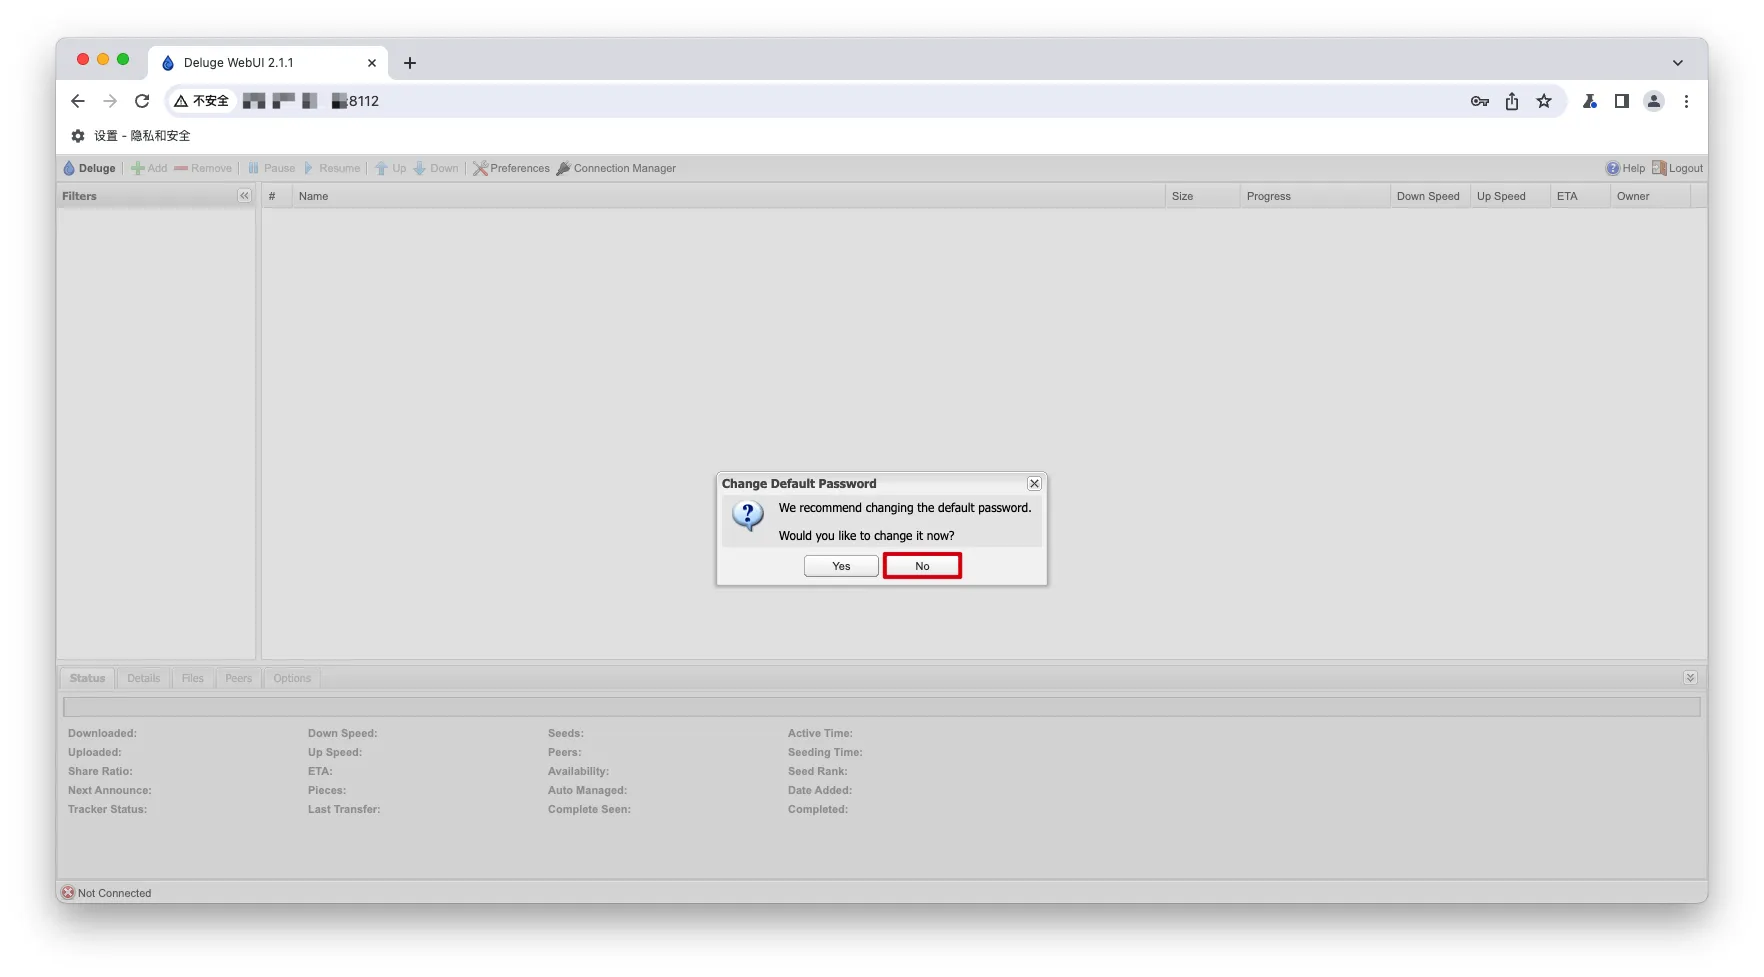 Deluge WebUI 2.1.1
不安全 :8112
设置 - 隐私和安全
Deluge Add Remove Pause Resume Up Down Preferences Connection Manager Help Logout
Filters # Name Size Progress Down Speed Up Speed ETA Owner
Change Default Password
We recommend changing the default password.
Would you like to change it now?
Yes No
Status Details Files Peers Options
Downloaded: Down Speed: Seeds: Active Time:
Uploaded: Up Speed: Peers: Seeding Time:
Share Ratio: ETA: Availability: Seed Rank:
Next Announce: Pieces: Auto Managed: Date Added:
Tracker Status: Last Transfer: Complete Seen: Completed:
Not Connected